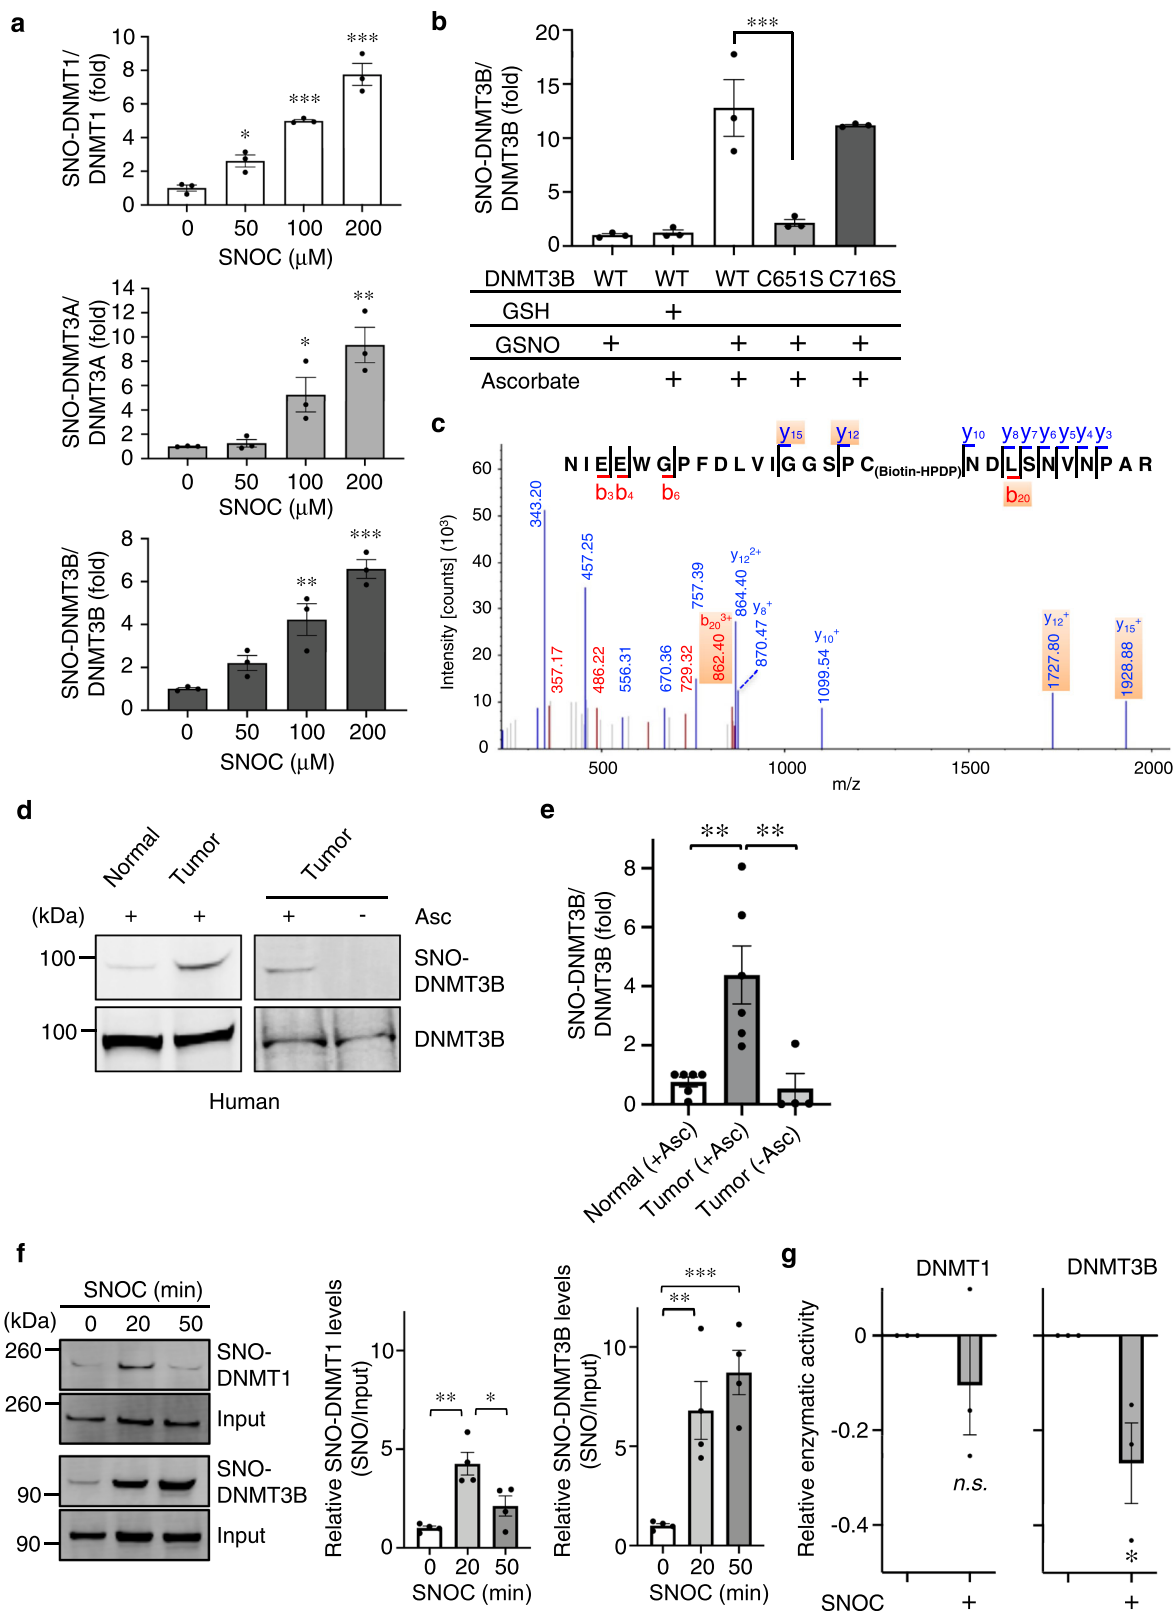 a
SNO-DNMT1/
DNMT1 (fold)
10
8
6
4
2
0
*
***
***
0 50 100 200
SNOC (μM)
SNO-DNMT3A/
DNMT3A (fold)
14
12
10
8
6
4
2
0
*
**
0 50 100 200
SNOC (μM)
SNO-DNMT3B/
DNMT3B (fold)
8
6
4
2
0
**
***
0 50 100 200
SNOC (μM)
b
SNO-DNMT3B/
DNMT3B (fold)
20
15
10
5
0
***
DNMT3B WT WT WT C651S C716S
GSH +
GSNO + + + +
Ascorbate + + + +
c
y15 y12 y10 y8 y7 y6 y5 y4 y3
N I E E W G P F D L V I G G S P C(Biotin-HPDP) N D L S N V N P A R
b3 b4 b6 b20
Intensity [counts] (10³)
60
50
40
30
20
10
0
343.20
357.17
457.25
486.22
556.31
670.36
729.32
757.39
b20³⁺
862.40
y12²⁺
864.40
y8⁺
870.47
y10⁺
1099.54
y12⁺
1727.80
y15⁺
1928.88
500 1000 1500 2000
m/z
d
Normal Tumor Tumor
(kDa) + + + - Asc
100 SNO-
DNMT3B
100 DNMT3B
Human
e
SNO-DNMT3B/
DNMT3B (fold)
8
6
4
2
0
** **
Normal (+Asc)
Tumor (+Asc)
Tumor (-Asc)
f
SNOC (min)
(kDa) 0 20 50
260 SNO-
DNMT1
260 Input
SNO-
90 DNMT3B
90 Input
Relative SNO-DNMT1 levels
(SNO/Input)
10
5
0
** *
0 20 50
SNOC (min)
Relative SNO-DNMT3B levels
(SNO/Input)
10
5
0
***
**
0 20 50
SNOC (min)
g
DNMT1 DNMT3B
Relative enzymatic activity
0
-0.2
-0.4
n.s.
*
SNOC + +